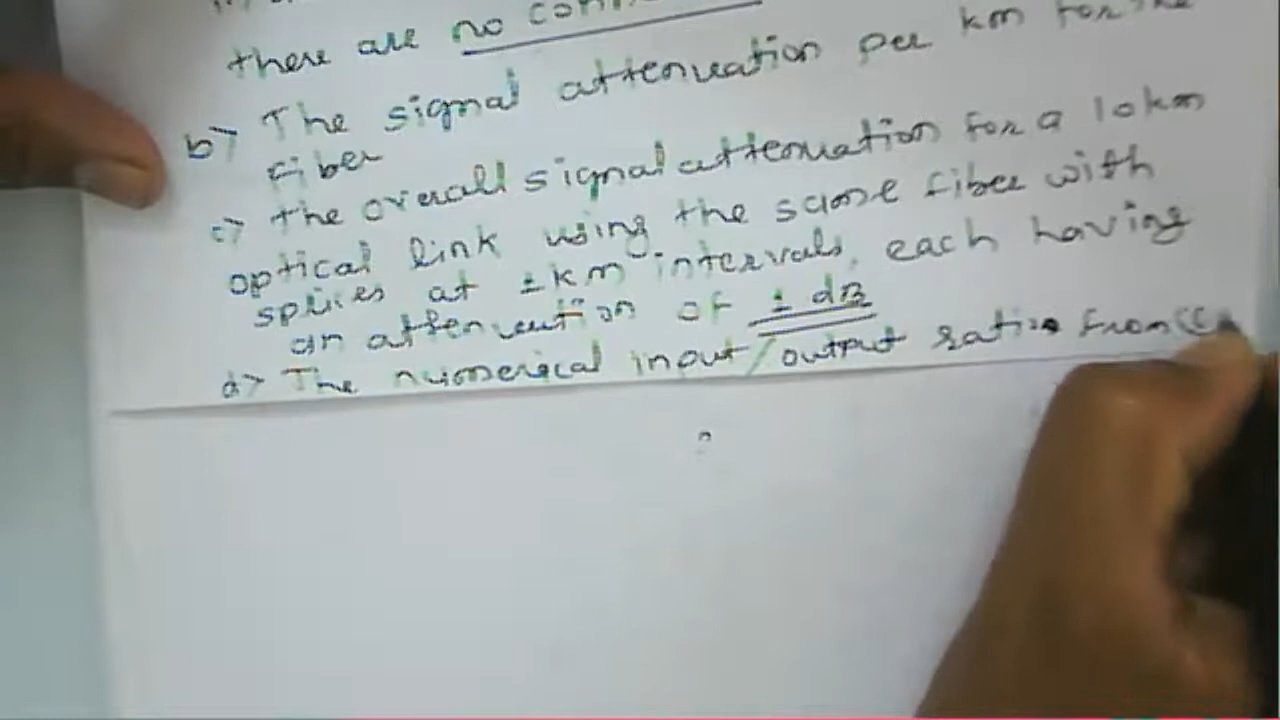 there are no
b) The signal attenuation per km for the
fiber
c) the overall signal attenuation for a 10km
optical link using the same fiber with
splices at 1km intervals, each having
an attenuation of 1 dB
d) The numerical input/output ratio from (c)